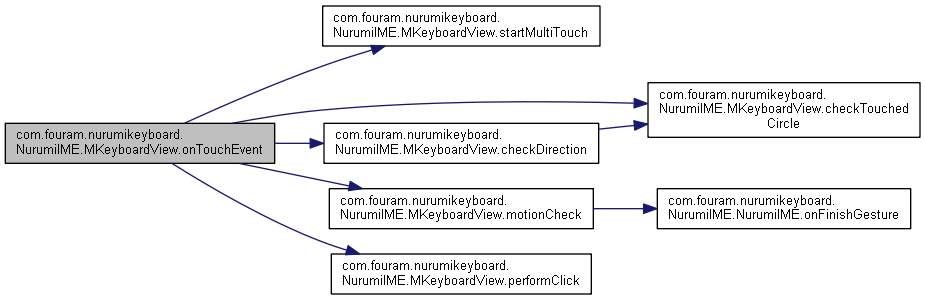 com.fouram.nurumikeyboard.
NurumiIME.MKeyboardView.startMultiTouch
com.fouram.nurumikeyboard.
NurumiIME.MKeyboardView.checkTouched
Circle
com.fouram.nurumikeyboard.
NurumiIME.MKeyboardView.onTouchEvent
com.fouram.nurumikeyboard.
NurumiIME.MKeyboardView.checkDirection
com.fouram.nurumikeyboard.
NurumiIME.MKeyboardView.motionCheck
com.fouram.nurumikeyboard.
NurumiIME.NurumiIME.onFinishGesture
com.fouram.nurumikeyboard.
NurumiIME.MKeyboardView.performClick